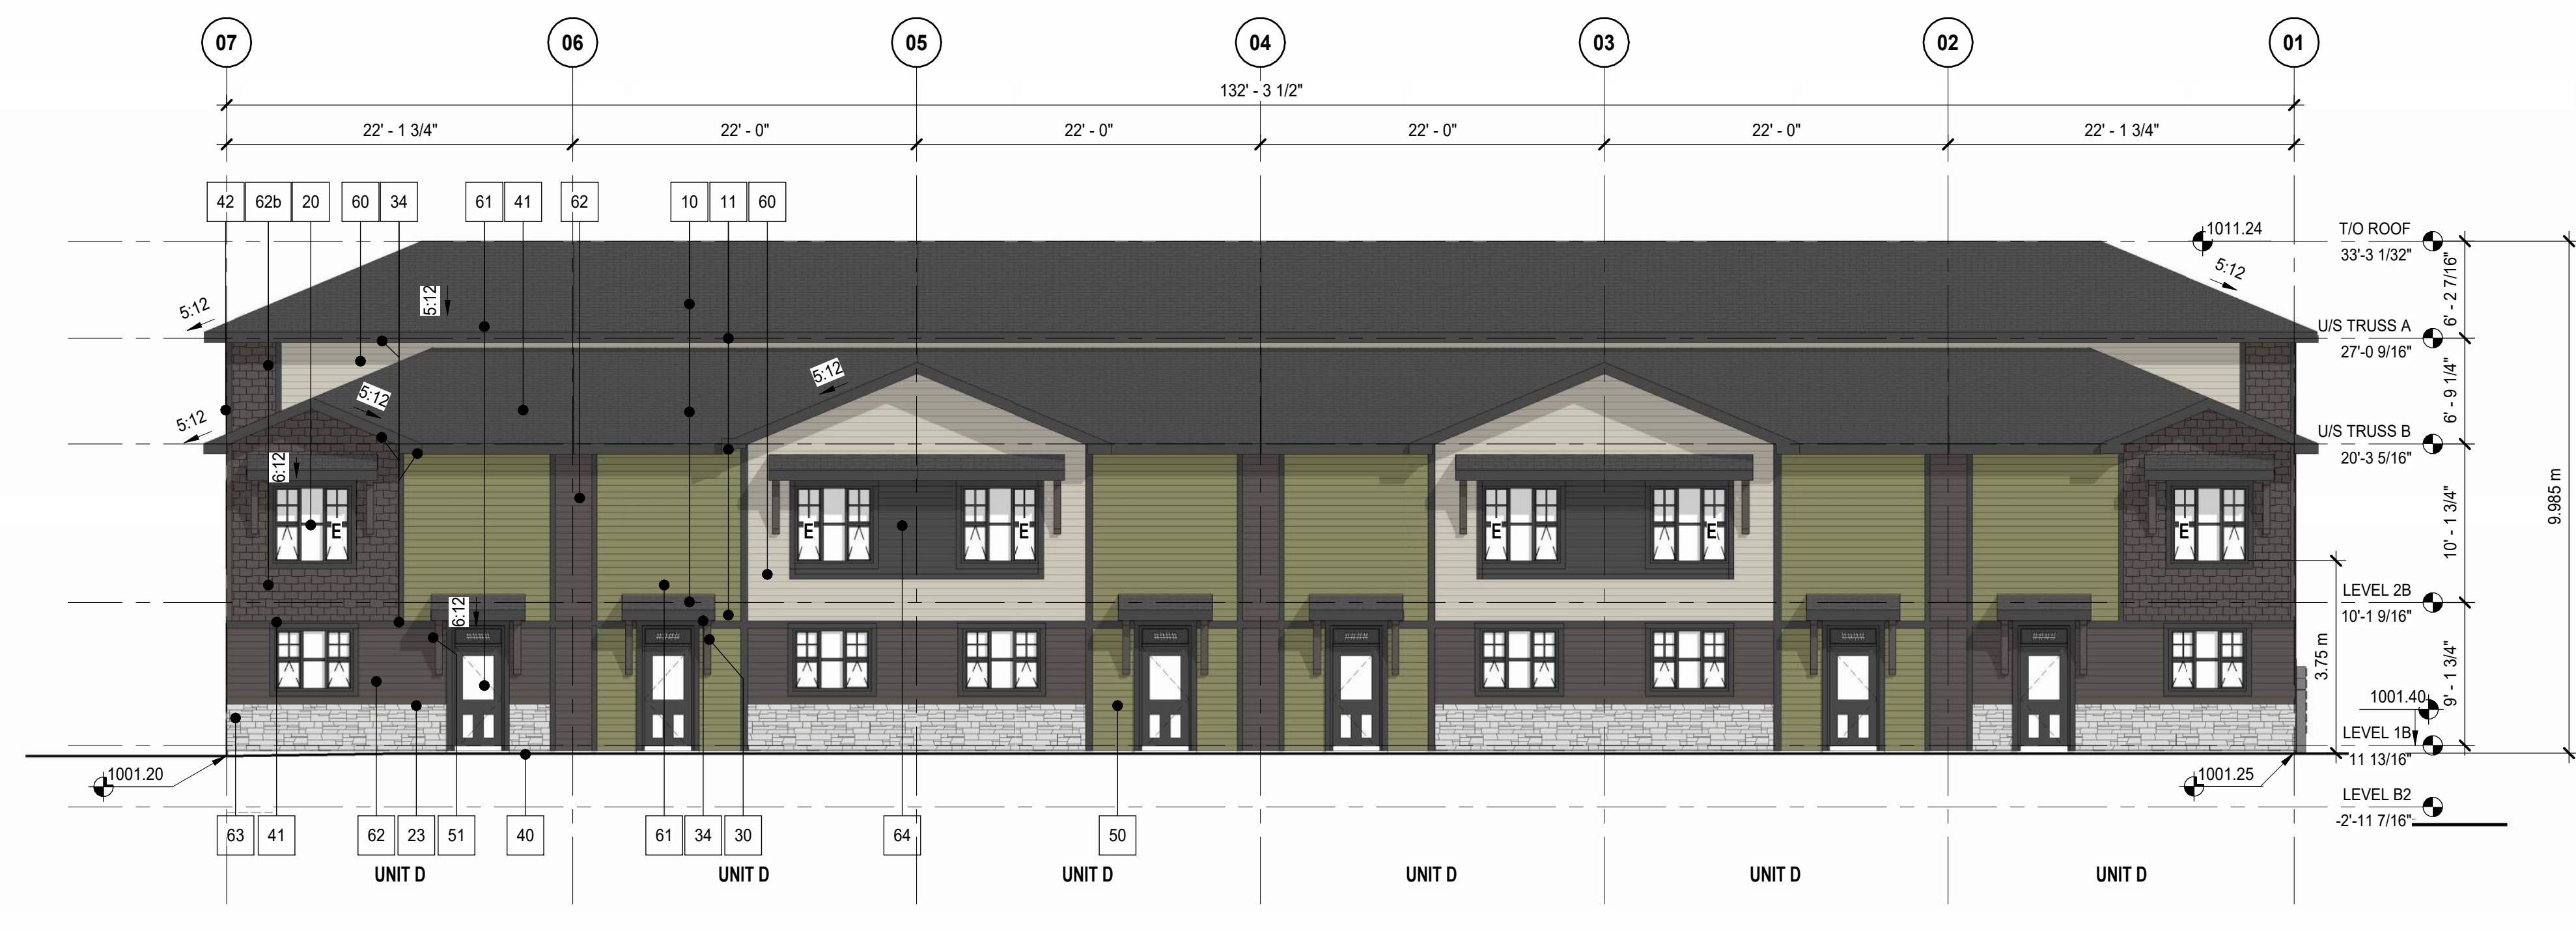 07 06 05 04 03 02 01
132' - 3 1/2"
22' - 1 3/4" 22' - 0" 22' - 0" 22' - 0" 22' - 0" 22' - 1 3/4"
42 62b 20 60 34 61 41 62 10 11 60
1011.24
T/O ROOF
33'-3 1/32"
6' - 2 7/16"
5:12
5:12
5:12
U/S TRUSS A
27'-0 9/16"
6' - 9 1/4"
5:12
5:12
5:12
U/S TRUSS B
20'-3 5/16"
10' - 1 3/4"
9.985 m
6:12
E E E E E E
LEVEL 2B
10'-1 9/16"
6:12
#### #### #### #### #### ####
3.75 m
9' - 1 3/4"
1001.40
LEVEL 1B
11 13/16"
1001.20
1001.25
LEVEL B2
-2'-11 7/16"
63 41 62 23 51 40 61 34 30 64 50
UNIT D UNIT D UNIT D UNIT D UNIT D UNIT D